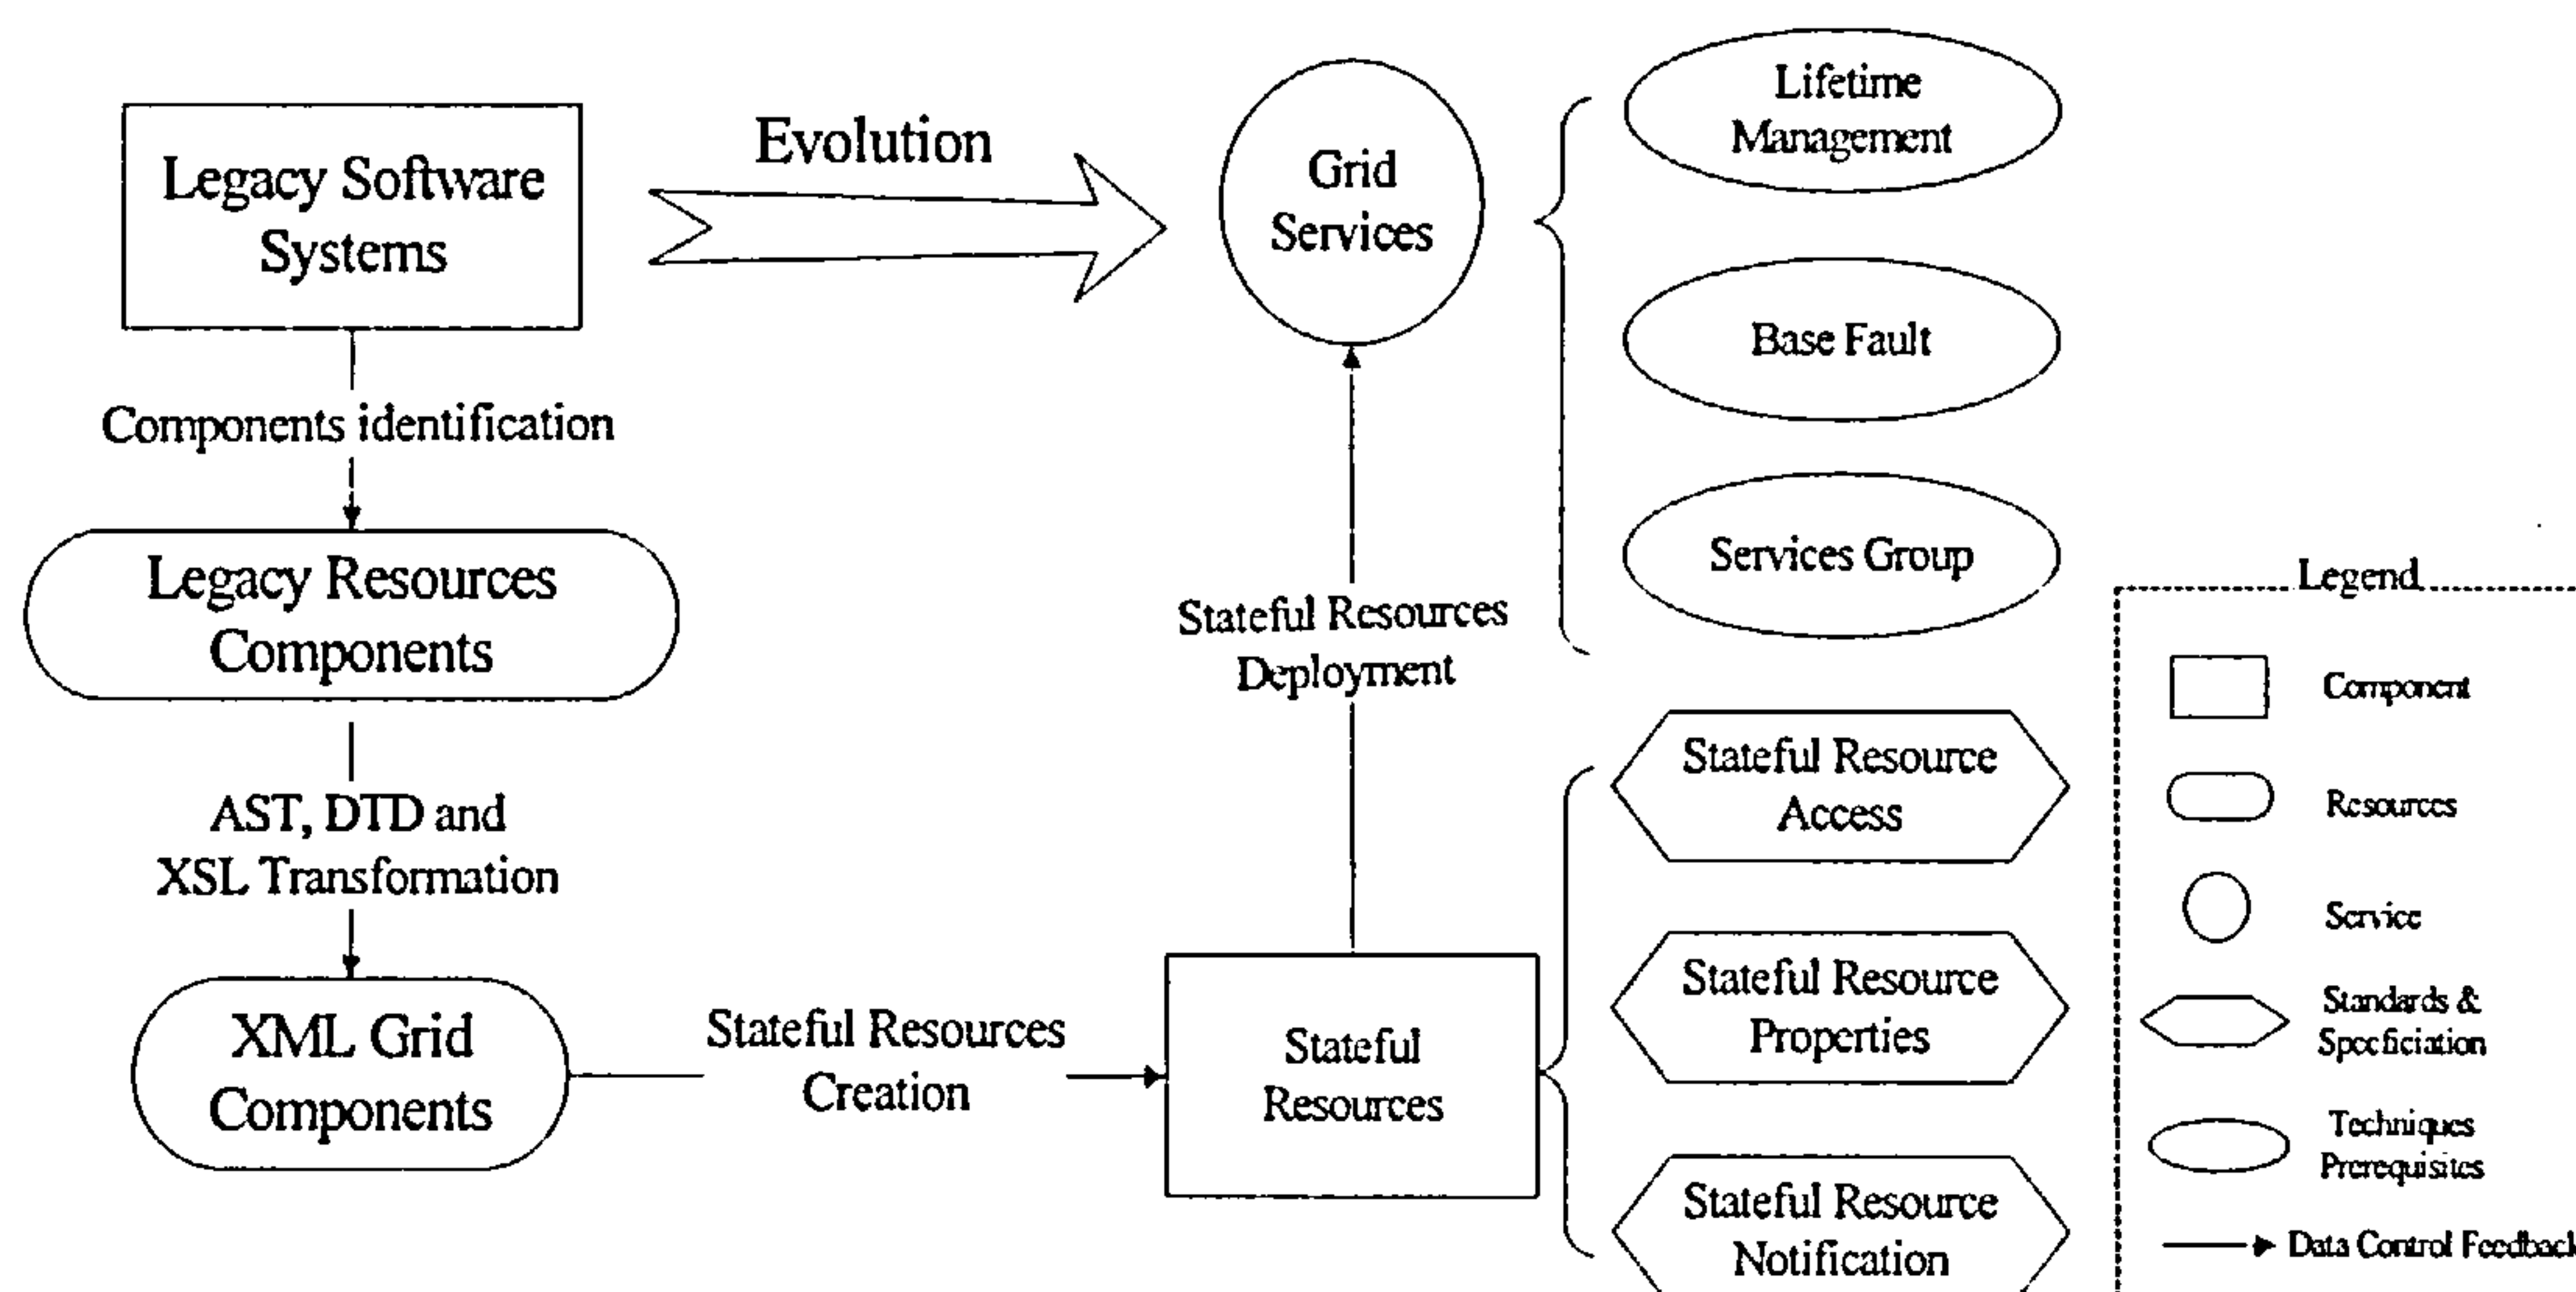 Legacy Software
Systems
Evolution
Grid
Services
Lifetime
Management
Base Fault
Services Group
Components identification
Legacy Resources
Components
AST, DTD and
XSL Transformation
XML Grid
Components
Stateful Resources
Creation
Stateful Resources
Deployment
Stateful
Resources
Stateful Resource
Access
Stateful Resource
Properties
Stateful Resource
Notification
Legend
Component
Resources
Service
Standards &
Specficiation
Techniques
Prerequisites
Data Control Feedback